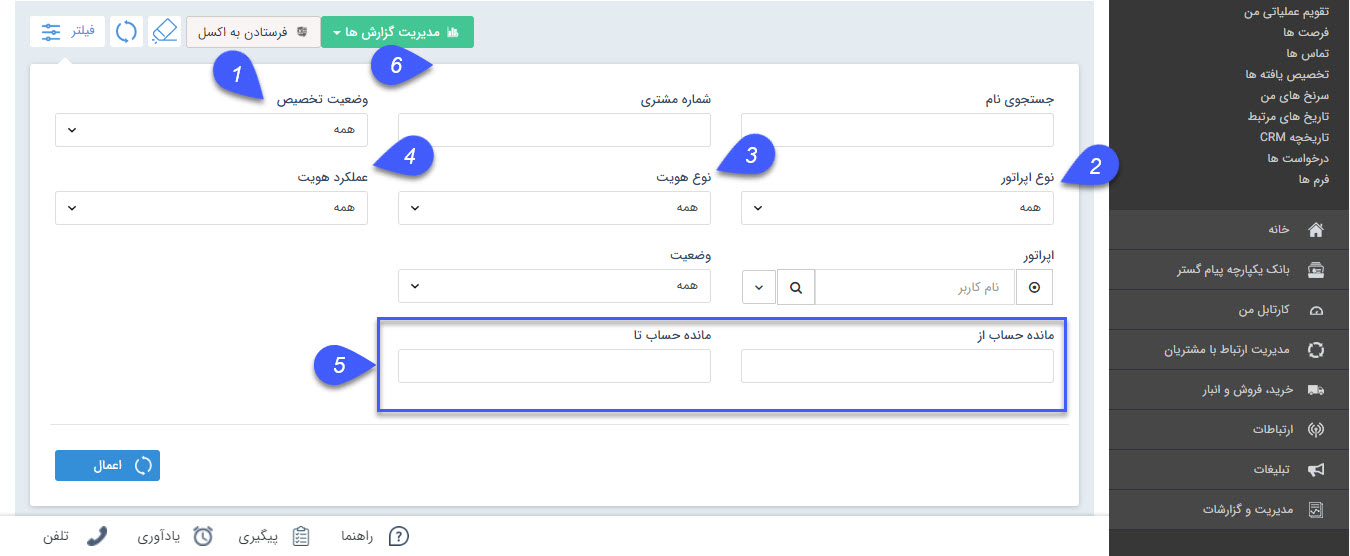 تقویم عملیاتی من
فرصت ها
تماس ها
تخصیص یافته ها
سرنخ های من
تاریخ های مرتبط
تاریخچه CRM
درخواست ها
فرم ها
خانه
بانک یکپارچه پیام گستر
کارتابل من
مدیریت ارتباط با مشتریان
خرید، فروش و انبار
ارتباطات
تبلیغات
مدیریت و گزارشات
مدیریت گزارش ها
فرستادن به اکسل
فیلتر
6
1
جستجوی نام
شماره مشتری
وضعیت تخصیص
همه
2
3
4
نوع اپراتور
نوع هویت
عملکرد هویت
همه
همه
همه
اپراتور
وضعیت
نام کاربر
همه
مانده حساب از
مانده حساب تا
5
اعمال
راهنما
پیگیری
یادآوری
تلفن